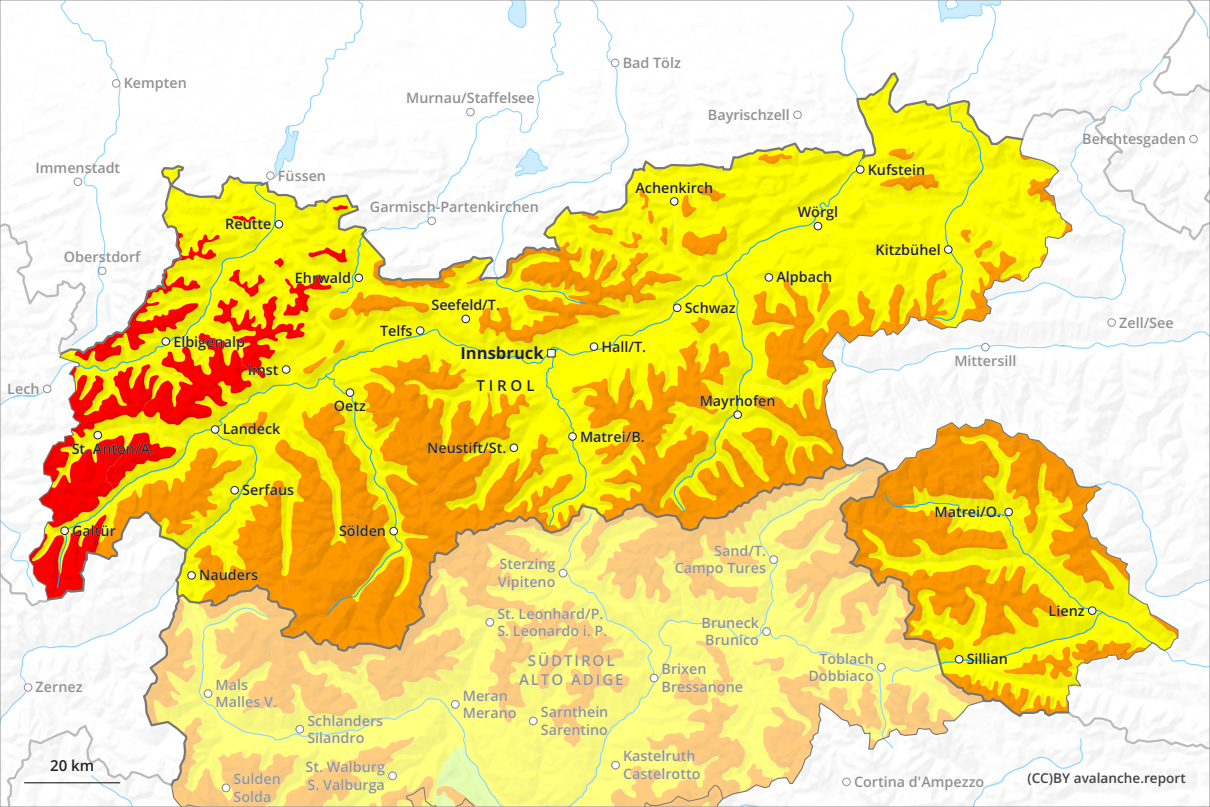 Kempten
Bad Tölz
Murnau/Staffelsee
Bayrischzell
Berchtesgaden
Immenstadt
Füssen
Kufstein
Achenkirch
Garmisch-Partenkirchen
Wörgl
Reutte
Kitzbühel
Oberstdorf
Ehrwald
Alpbach
Seefeld/T.
Schwaz
Telfs
Zell/See
Elbigenalp
Hall/T.
Innsbruck
Mittersill
Imst
Lech
TIROL
Oetz
Mayrhofen
Landeck
Matrei/B.
St. Anton/A.
Neustift/St.
Serfaus
Matrei/O.
Galtür
Sölden
Sand/T.
Campo Tures
Sterzing
Vipiteno
Nauders
Lienz
St. Leonhard/P.
S. Leonardo i. P.
Bruneck
Brunico
Sillian
SÜDTIROL
ALTO ADIGE
Toblach
Dobbiaco
Brixen
Bressanone
Zernez
Mals
Malles V.
Meran
Merano
Sarnthein
Sarentino
Schlanders
Silandro
Kastelruth
Castelrotto
St. Walburg
S. Valburga
20 km
Sulden
Solda
Cortina d'Ampezzo
(CC)BY avalanche.report